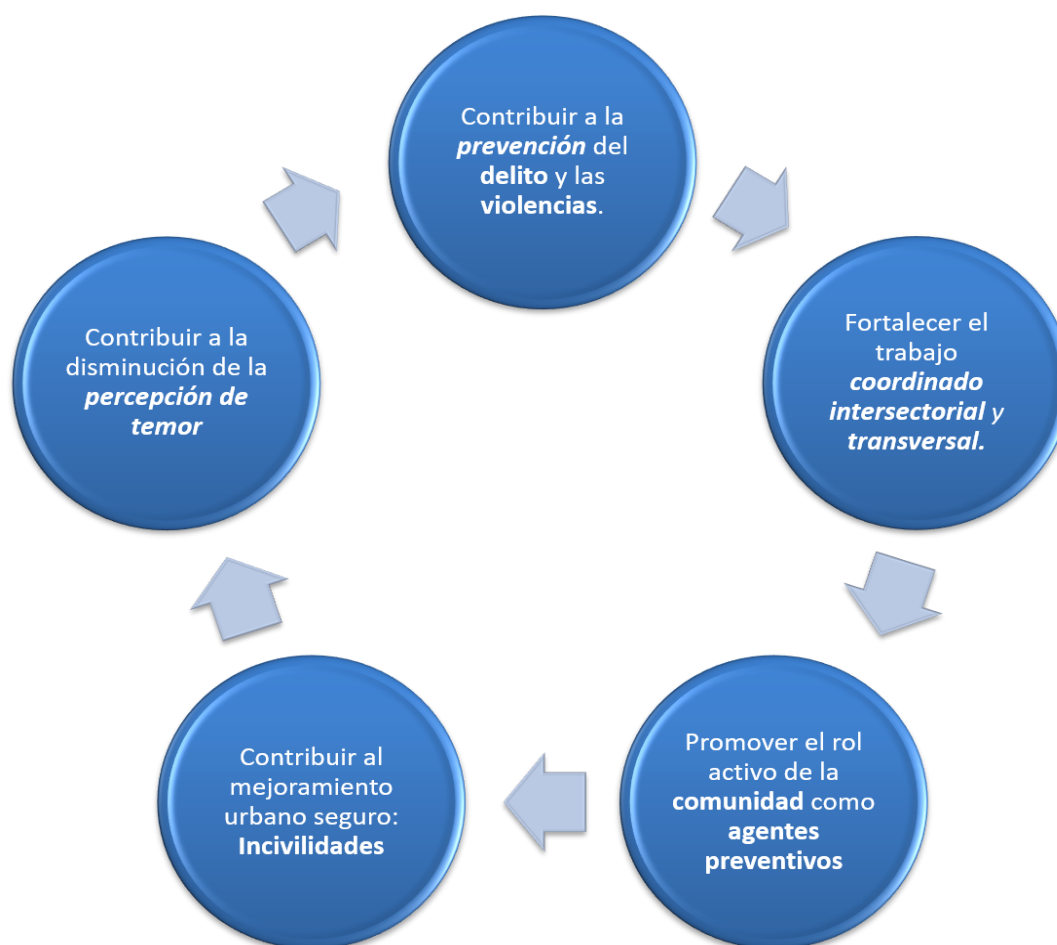 Contribuir a la
prevención del
delito y las
violencias.
Fortalecer el
trabajo
coordinado
intersectorial y
transversal.
Promover el rol
activo de la
comunidad como
agentes
preventivos
Contribuir al
mejoramiento
urbano seguro:
Incivilidades
Contribuir a la
disminución de la
percepción de
temor